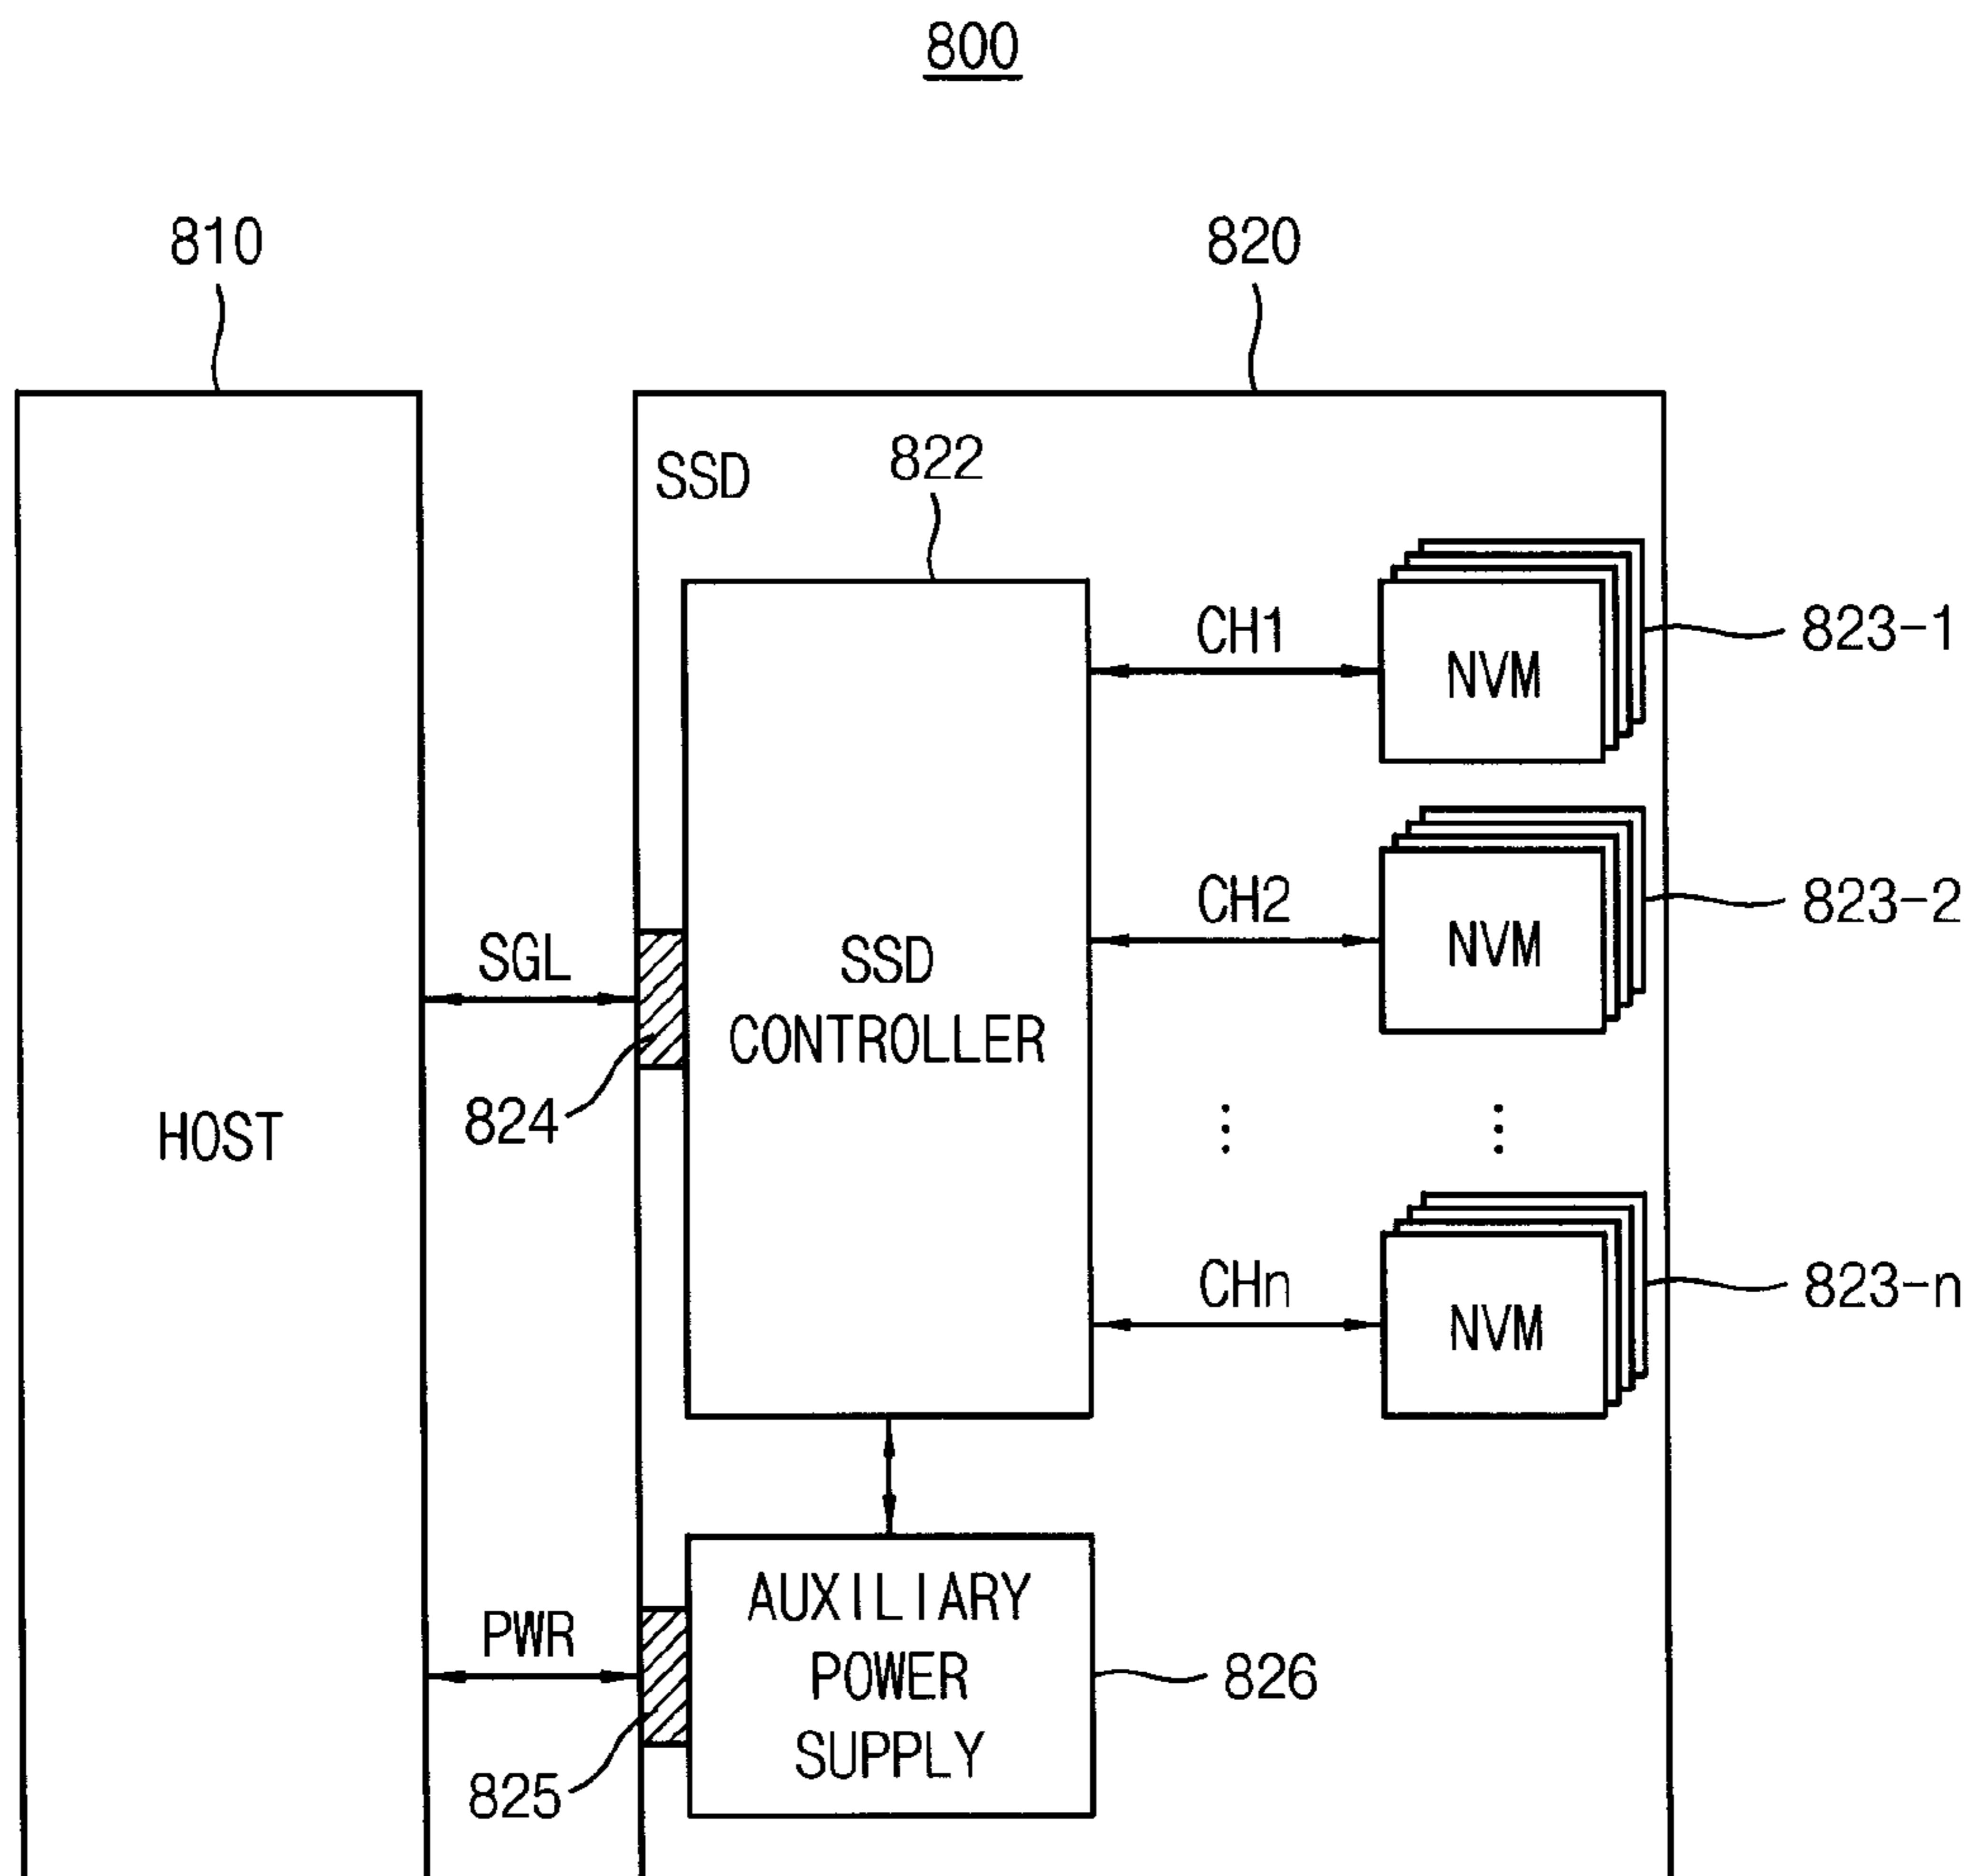 800
810
820
SSD
822
CH1
NVM
823-1
CH2
NVM
823-2
SGL
SSD
CONTROLLER
824
HOST
CHn
NVM
823-n
AUXILIARY
POWER
SUPPLY
PWR
826
825